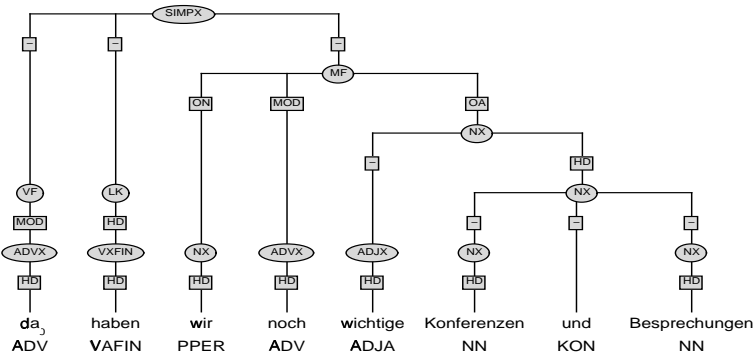 SIMPX
– – –
MF
ON MOD OA
NX
– HD
VF LK NX
MOD HD – – –
ADVX VXFIN NX ADVX ADJX NX NX
HD HD HD HD HD HD HD
da haben wir noch wichtige Konferenzen und Besprechungen
ADV VAFIN PPER ADV ADJA NN KON NN